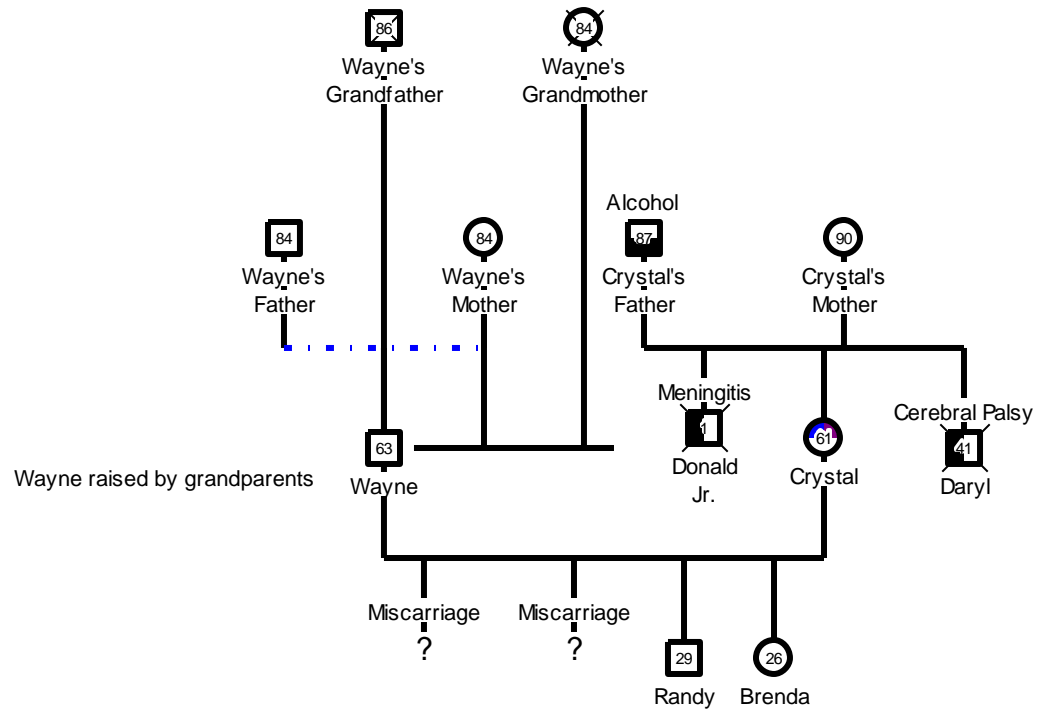 86
84
Wayne's
Grandfather
Wayne's
Grandmother
Alcohol
84
84
87
90
Wayne's
Father
Wayne's
Mother
Crystal's
Father
Crystal's
Mother
Meningitis
1
Cerebral Palsy
63
61
41
Wayne raised by grandparents
Wayne
Donald
Jr.
Crystal
Daryl
Miscarriage
?
Miscarriage
?
29
26
Randy
Brenda